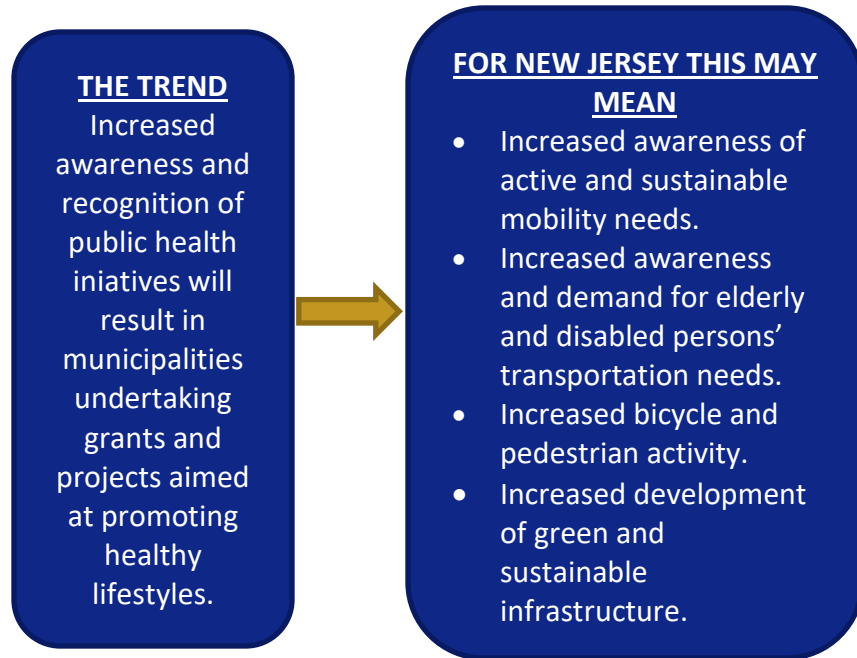 THE TREND
Increased
awareness and
recognition of
public health
iniatives will
result in
municipalities
undertaking
grants and
projects aimed
at promoting
healthy
lifestyles.
FOR NEW JERSEY THIS MAY
MEAN
• Increased awareness of
active and sustainable
mobility needs.
• Increased awareness
and demand for elderly
and disabled persons’
transportation needs.
• Increased bicycle and
pedestrian activity.
• Increased development
of green and
sustainable
infrastructure.